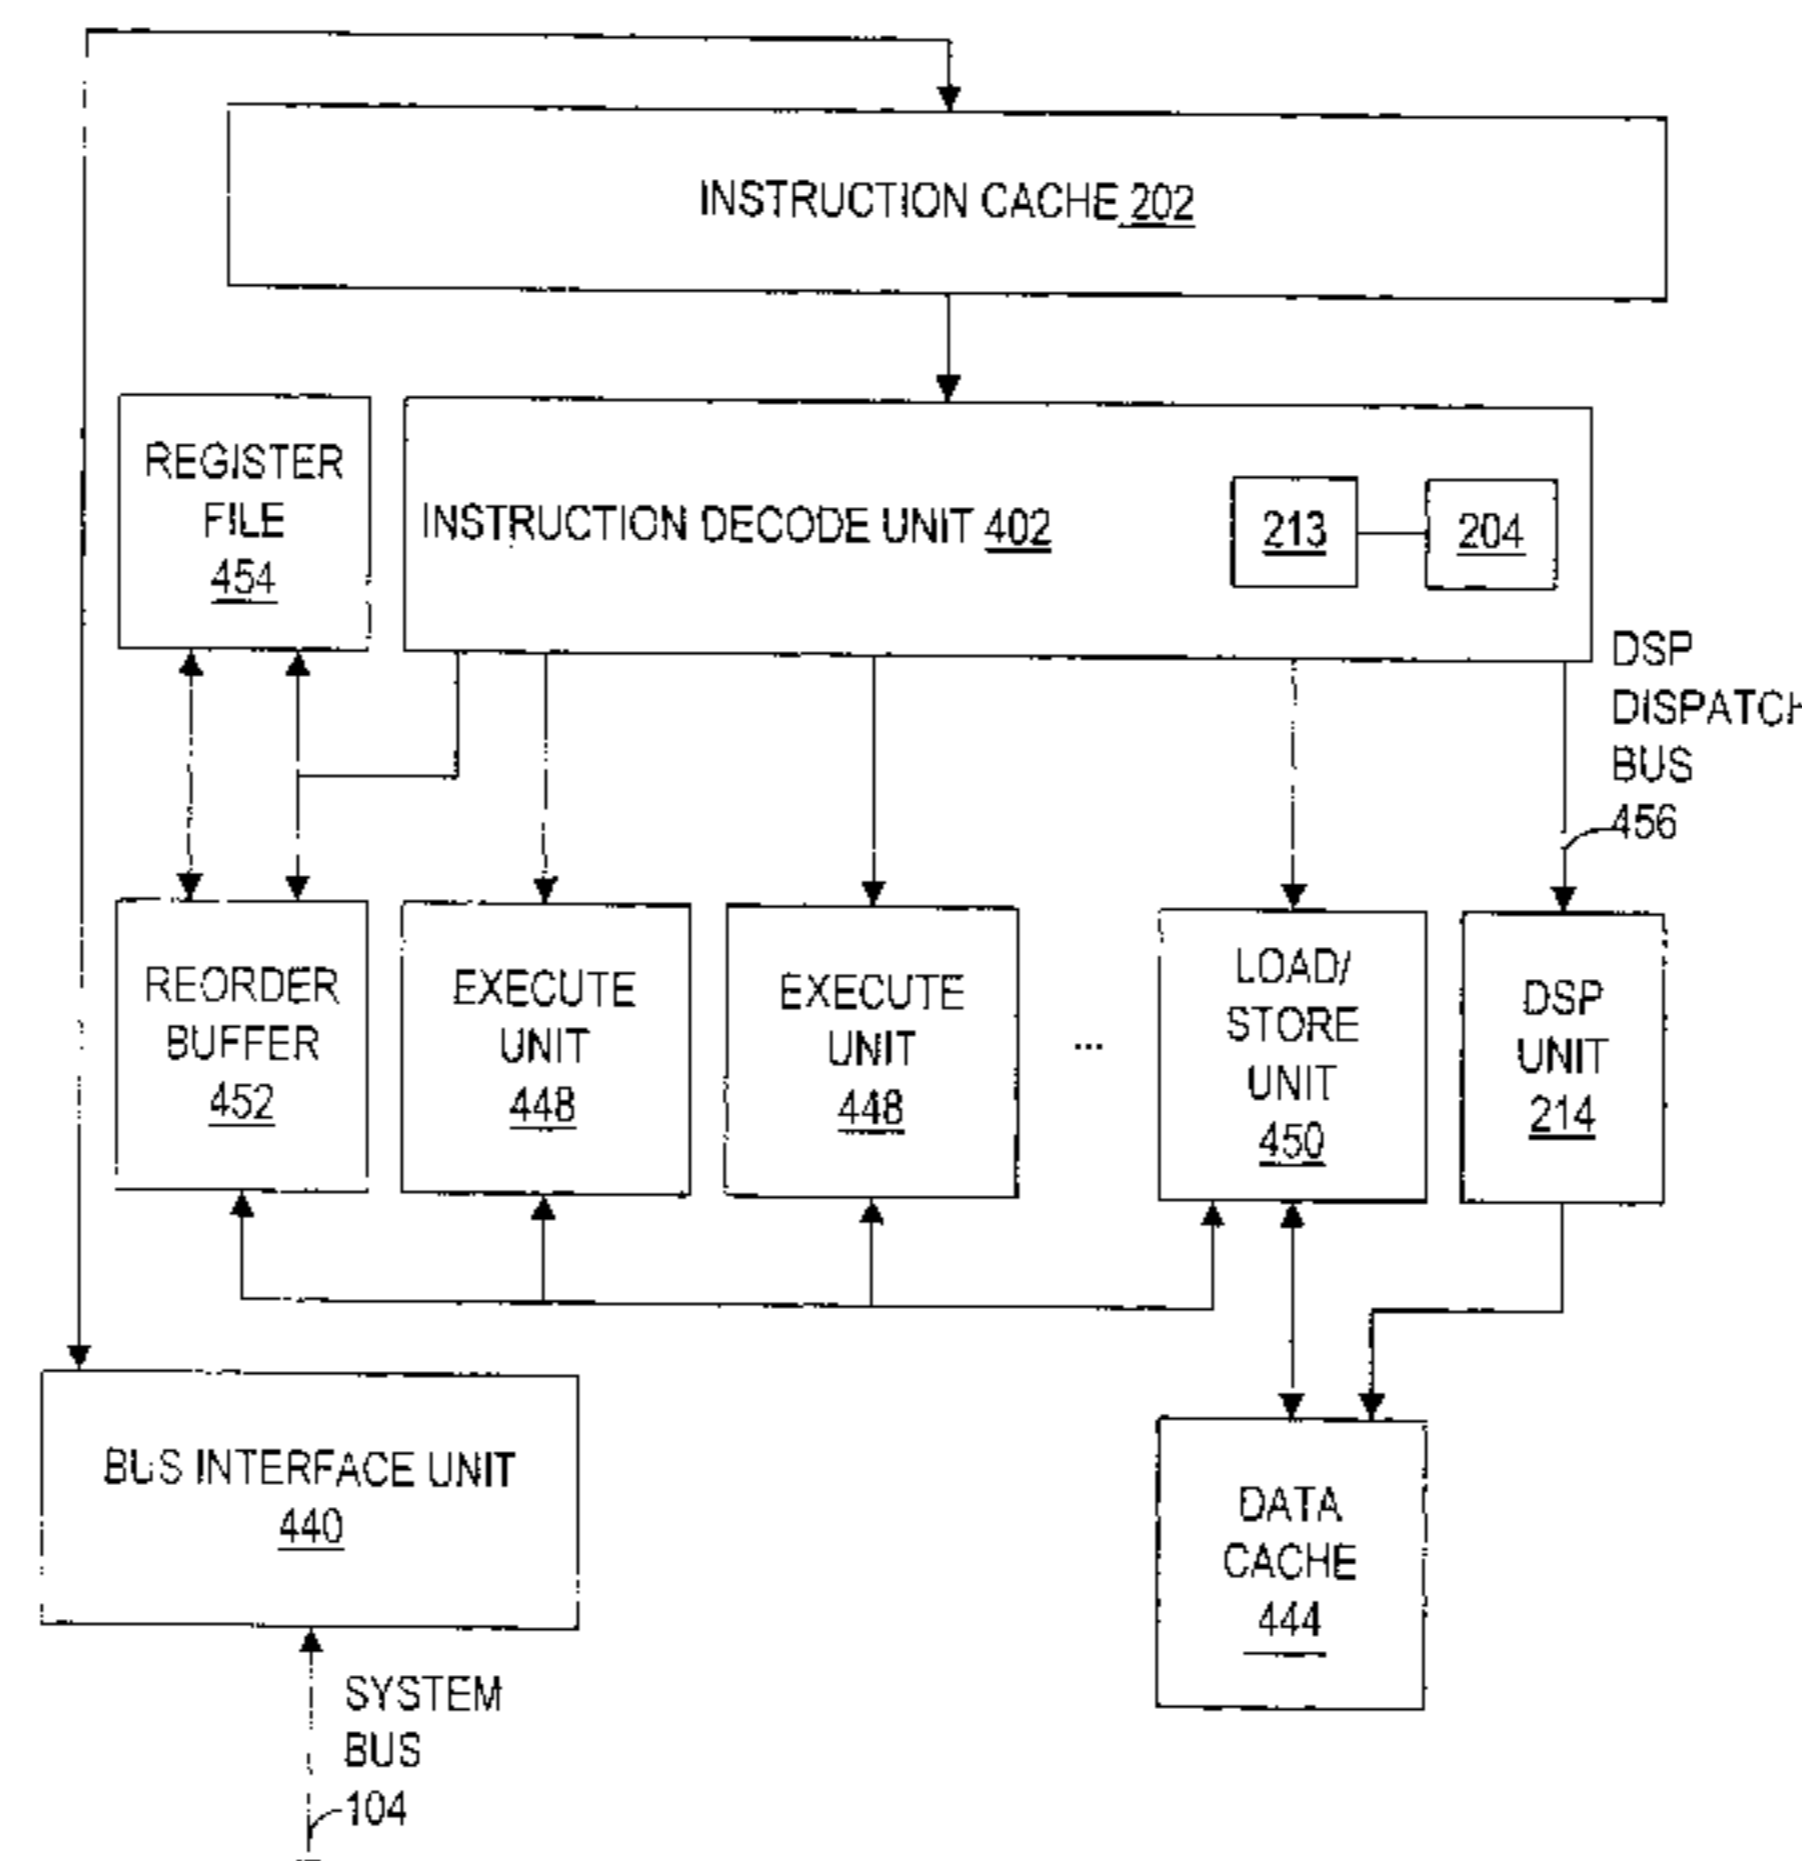 INSTRUCTION CACHE 202
REGISTER
FILE
454
INSTRUCTION DECODE UNIT 402
213
204
DSP
DISPATCH
BUS
456
REORDER
BUFFER
452
EXECUTE
UNIT
448
EXECUTE
UNIT
448
...
LOAD/
STORE
UNIT
450
DSP
UNIT
214
BUS INTERFACE UNIT
440
DATA
CACHE
444
SYSTEM
BUS
104